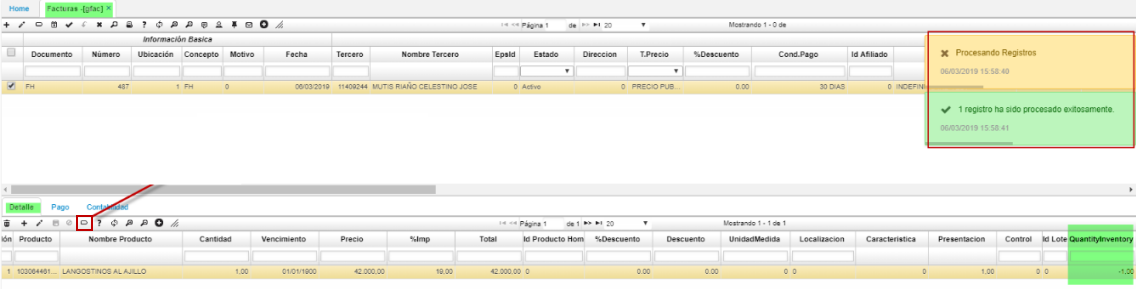 Home Facturas -[gfac] ×
Página 1 de 20 Mostrando 1 - 0 de
Información Basica
Documento Número Ubicación Concepto Motivo Fecha Tercero Nombre Tercero EpsId Estado Direccion T.Precio %Descuento Cond.Pago Id Afiliado
FH 487 1 FH 0 06/03/2019 11409244 MUTIS RIAÑO CELESTINO JOSE 0 Activo 0 PRECIO PUB... 0.00 30 DIAS 0 INDEFINI
Procesando Registros
06/03/2019 15:58:40
1 registro ha sido procesado exitosamente.
06/03/2019 15:58:41
Detalle Pago Contabilidad
Página 1 de 1 20 Mostrando 1 - 1 de 1
ión Producto Nombre Producto Cantidad Vencimiento Precio %Imp Total Id Producto Hom %Descuento Descuento UnidadMedida Localizacion Caracteristica Presentacion Control Id Lote QuantityInventory
1 103064461... LANGOSTINOS AL AJILLO 1,00 01/01/1900 42.000,00 19,00 42.000,00 0 0.00 0.00 0 0 0 1.00 0 0 -1.00